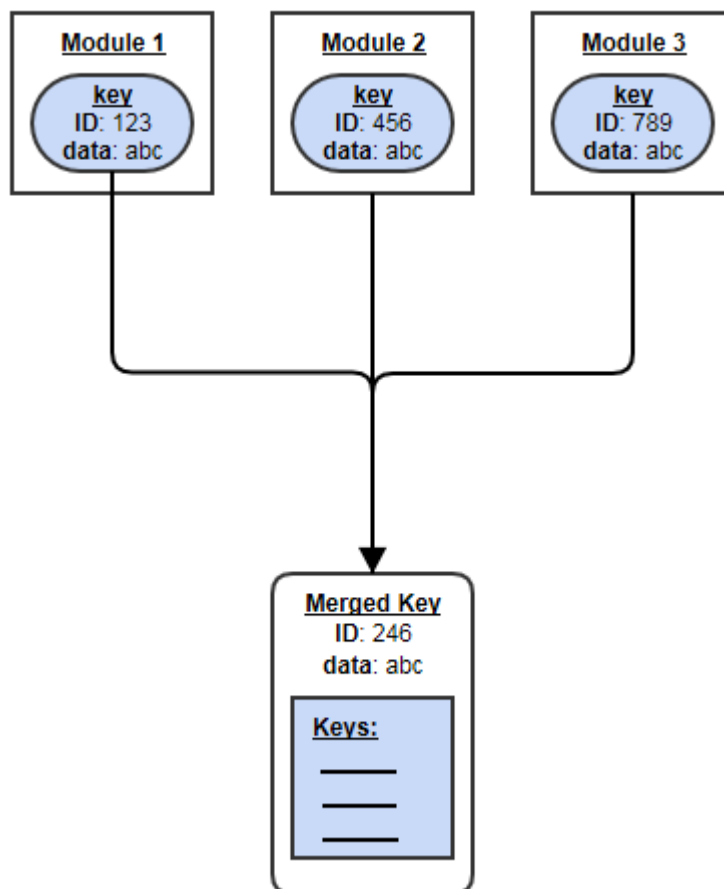 Module 1
key
ID: 123
data: abc
Module 2
key
ID: 456
data: abc
Module 3
key
ID: 789
data: abc
Merged Key
ID: 246
data: abc
Keys: